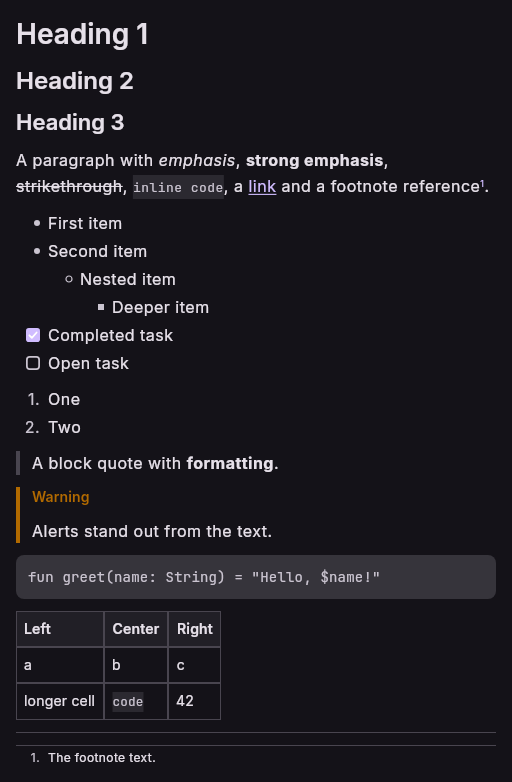 Heading 1
Heading 2
Heading 3
A paragraph with emphasis, strong emphasis,
strikethrough, inline code, a link and a footnote reference¹.
First item
Second item
Nested item
Deeper item
Completed task
Open task
1. One
2. Two
A block quote with formatting.
Warning
Alerts stand out from the text.
fun greet(name: String) = "Hello, $name!"
Left Center Right
a b c
longer cell code 42
1. The footnote text.